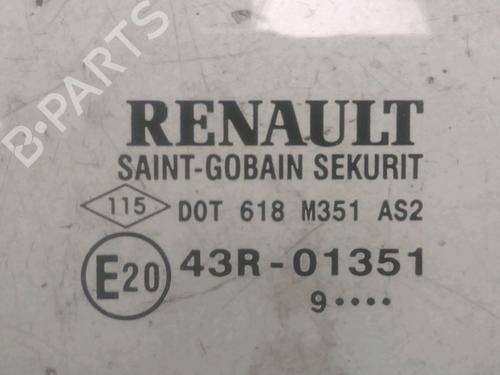 B-PARTS
RENAULT
SAINT-GOBAIN SEKURIT
115 DOT 618 M351 AS2
E20 43R-01351
9••••